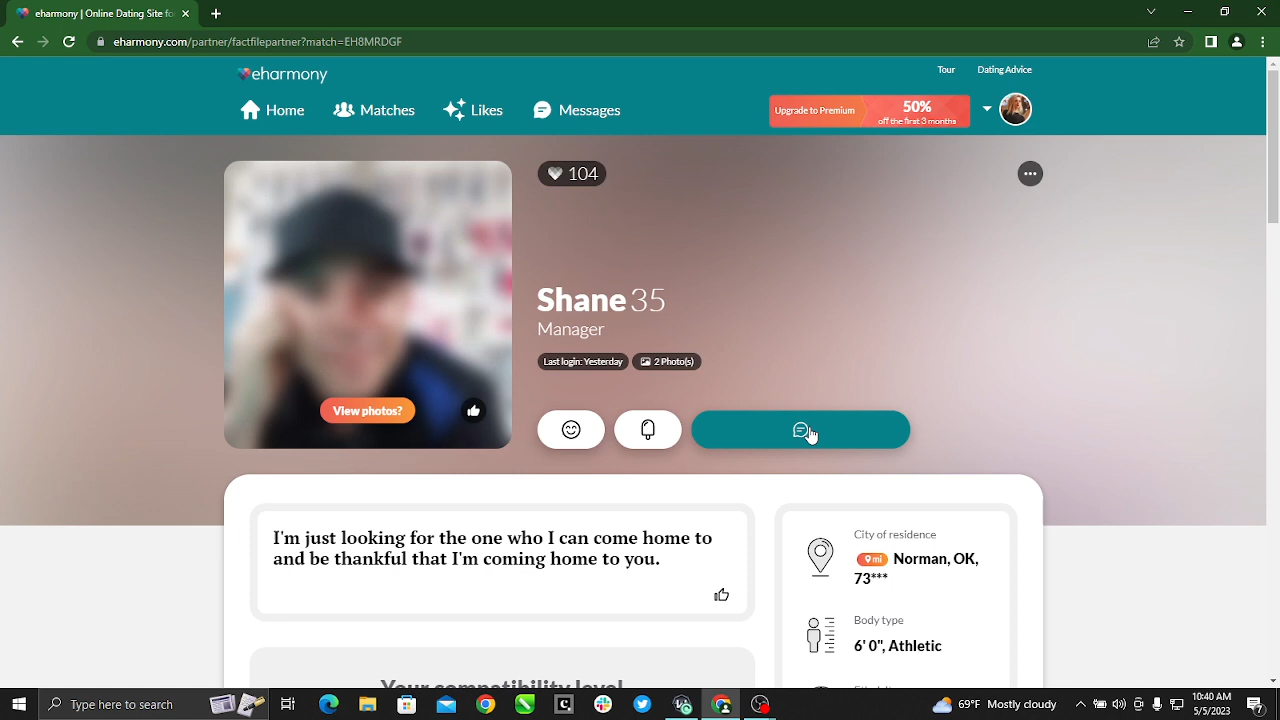 eharmony | Online Dating Site fo
eharmony.com/partner/factfilepartner?match=EH8MRDGF
eharmony
Tour
Dating Advice
Home
Matches
Likes
Messages
Upgrade to Premium
50%
off the first 3 months
104
Shane 35
Manager
Last login: Yesterday
2 Photo(s)
View photos?
I'm just looking for the one who I can come home to
and be thankful that I'm coming home to you.
City of residence
mi Norman, OK,
73***
Body type
6' 0", Athletic
Your compatibility level
Type here to search
69°F Mostly cloudy
10:40 AM
5/5/2023
7